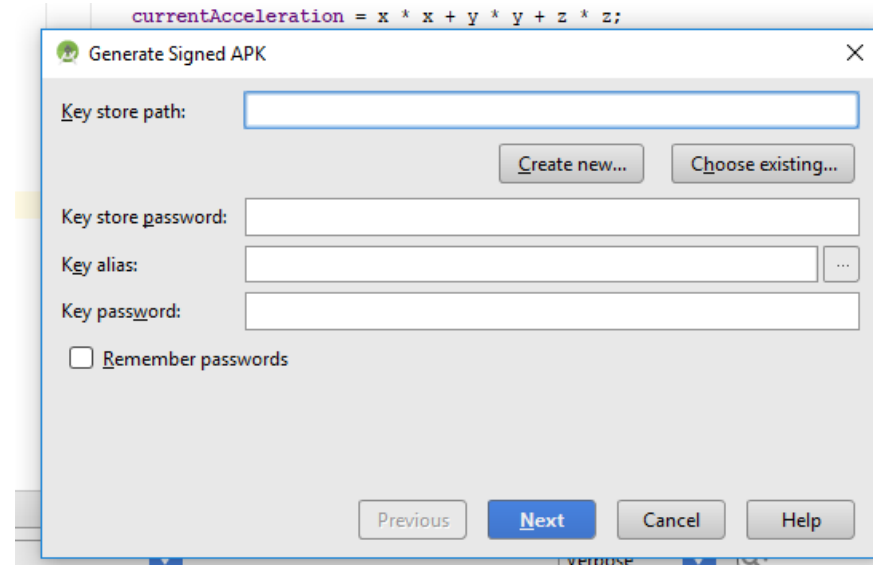 currentAcceleration = x * x + y * y + z * z;
Generate Signed APK
Key store path:
Create new... Choose existing...
Key store password:
Key alias: ...
Key password:
Remember passwords
Previous Next Cancel Help
Verbose